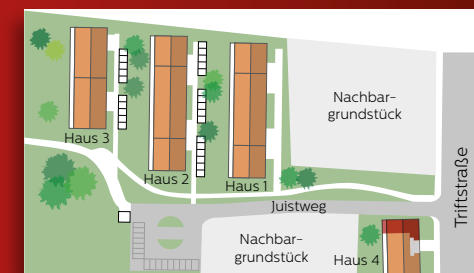 Nachbar-
grundstück
Haus 3
Haus 2
Haus 1
Triftstraße
Juistweg
Nachbar-
grundstück
Haus 4